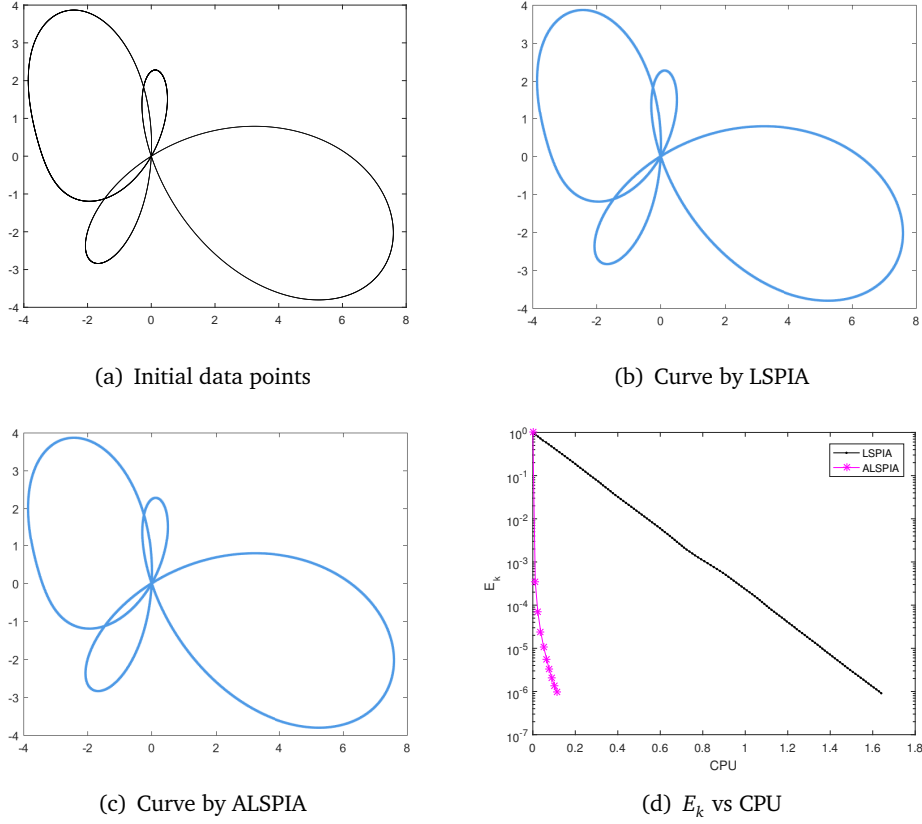 4
3
2
1
0
-1
-2
-3
-4
-4 -2 0 2 4 6 8
(a) Initial data points
4
3
2
1
0
-1
-2
-3
-4
-4 -2 0 2 4 6 8
(b) Curve by LSPIA
4
3
2
1
0
-1
-2
-3
-4
-4 -2 0 2 4 6 8
(c) Curve by ALSPIA
10^0
10^-1
10^-2
10^-3
10^-4
10^-5
10^-6
10^-7
E_k
LSPIA
ALSPIA
0 0.2 0.4 0.6 0.8 1 1.2 1.4 1.6 1.8
CPU
(d) E_k vs CPU